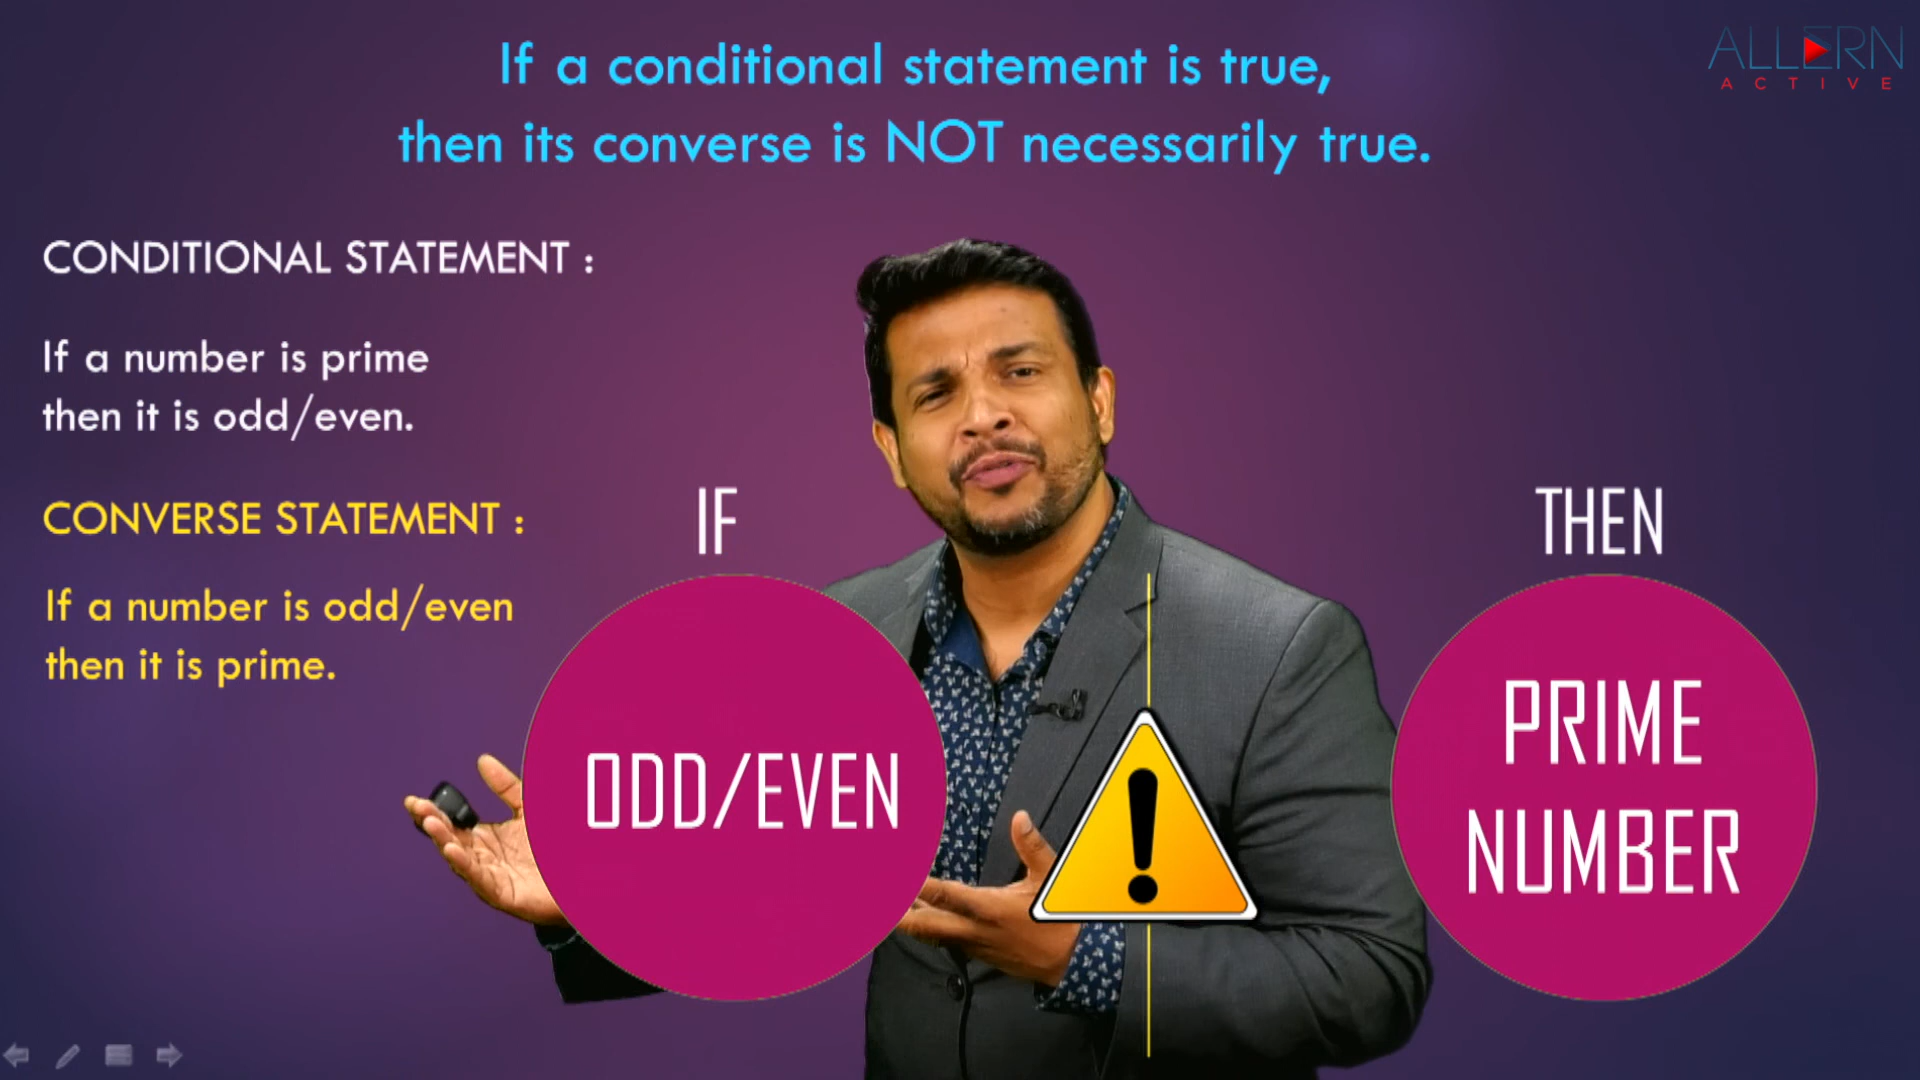 If a conditional statement is true,
then its converse is NOT necessarily true.
ALLERN
ACTIVE
CONDITIONAL STATEMENT :
If a number is prime
then it is odd/even.
CONVERSE STATEMENT :
If a number is odd/even
then it is prime.
IF
ODD/EVEN
THEN
PRIME
NUMBER